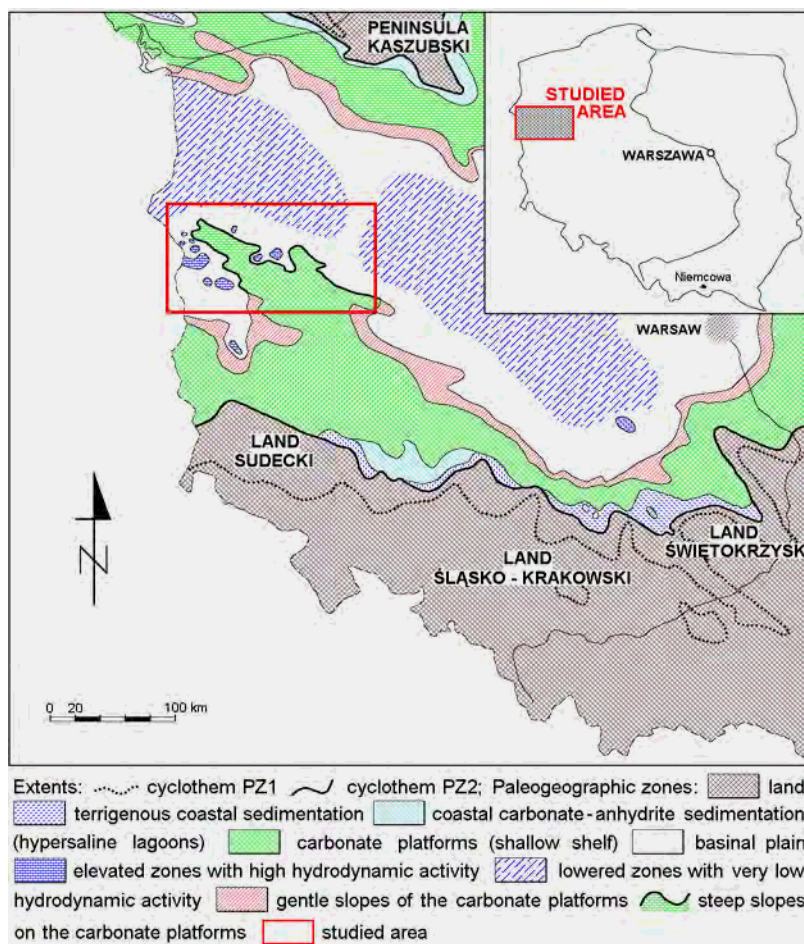 PENINSULA
KASZUBSKI
STUDIED
AREA
WARSZAWA
Niemcowa
WARSAW
LAND
SUDECKI
LAND
ŚWIĘTOKRZYSK
LAND
ŚLĄSKO - KRAKOWSKI
N
0 20 100 km
Extents: cyclothem PZ1 cyclothem PZ2; Paleogeographic zones: land
terrigenous coastal sedimentation coastal carbonate-anhydrite sedimentation
(hypersaline lagoons) carbonate platforms (shallow shelf) basinal plain
elevated zones with high hydrodynamic activity lowered zones with very low
hydrodynamic activity gentle slopes of the carbonate platforms steep slopes
on the carbonate platforms studied area